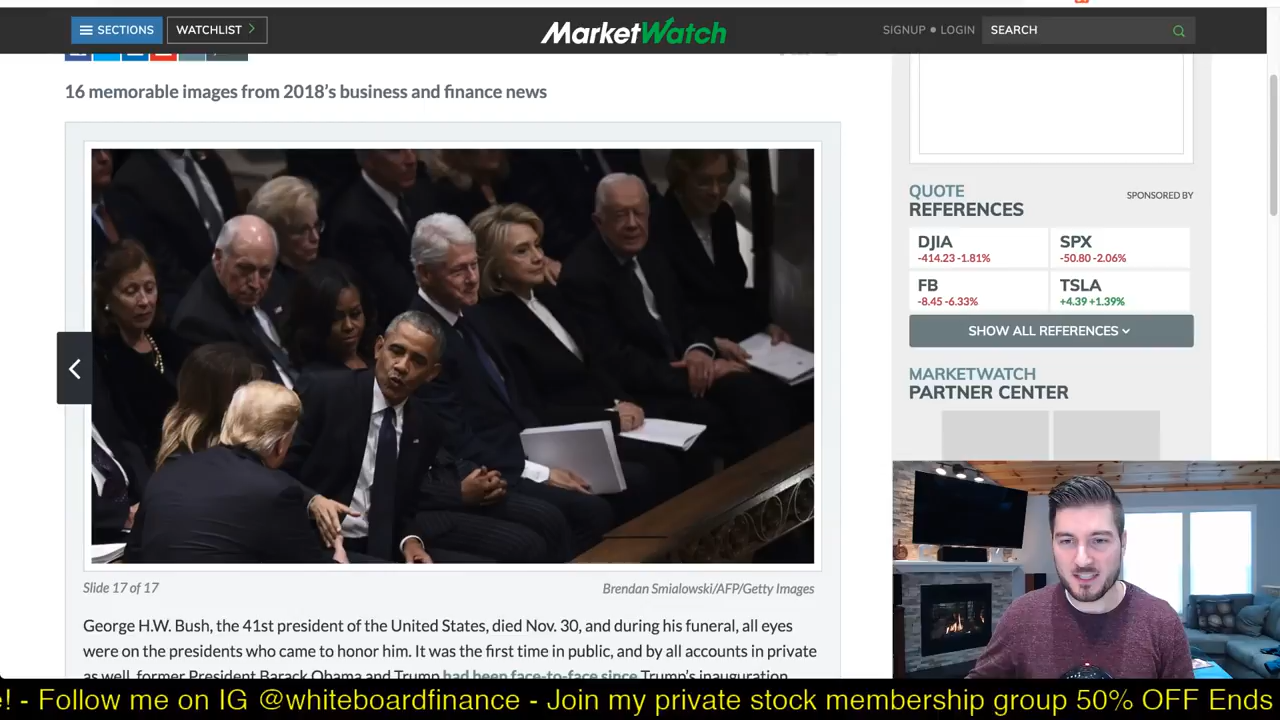 SECTIONS
WATCHLIST
MarketWatch
SIGNUP • LOGIN
SEARCH
16 memorable images from 2018’s business and finance news
Slide 17 of 17
Brendan Smialowski/AFP/Getty Images
George H.W. Bush, the 41st president of the United States, died Nov. 30, and during his funeral, all eyes
were on the presidents who came to honor him. It was the first time in public, and by all accounts in private
as well, former President Barack Obama and Trump had been face-to-face since Trump’s inauguration.
QUOTE
REFERENCES
SPONSORED BY
DJIA
-414.23 -1.81%
SPX
-50.80 -2.06%
FB
-8.45 -6.33%
TSLA
+4.39 +1.39%
SHOW ALL REFERENCES
MARKETWATCH
PARTNER CENTER
e! - Follow me on IG @whiteboardfinance - Join my private stock membership group 50% OFF Ends